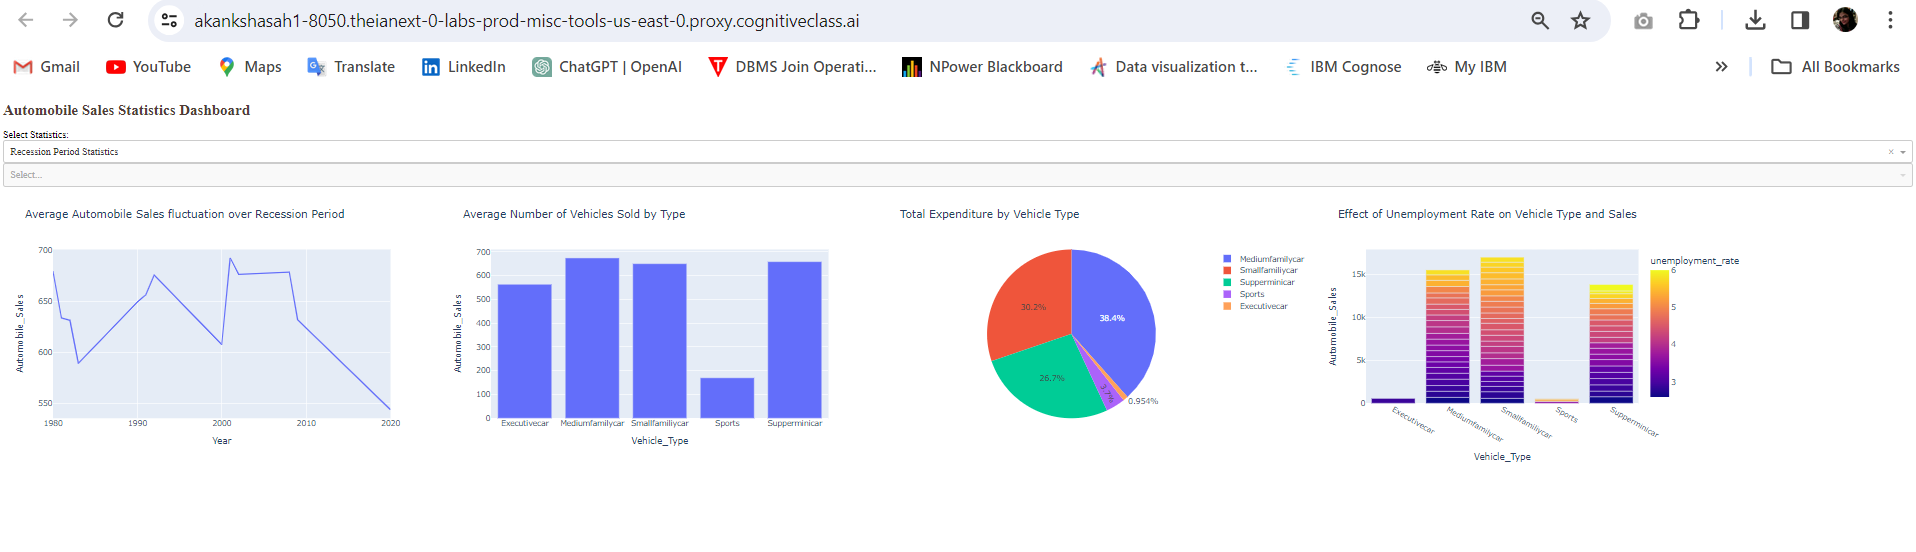 akankshasah1-8050.theianext-0-labs-prod-misc-tools-us-east-0.proxy.cognitiveclass.ai
Gmail YouTube Maps Translate LinkedIn ChatGPT | OpenAI DBMS Join Operati... NPower Blackboard Data visualization t... IBM Cognose My IBM » All Bookmarks
Automobile Sales Statistics Dashboard
Select Statistics:
Recession Period Statistics
Select...
Average Automobile Sales fluctuation over Recession Period
700
650
600
550
Automobile_Sales
1980 1990 2000 2010 2020
Year
Average Number of Vehicles Sold by Type
700
600
500
400
300
200
100
0
Automobile_Sales
Executivecar Mediumfamilycar Smallfamiliycar Sports Supperminicar
Vehicle_Type
Total Expenditure by Vehicle Type
38.4%
30.2%
26.7%
3.7%
0.954%
Mediumfamilycar
Smallfamiliycar
Supperminicar
Sports
Executivecar
Effect of Unemployment Rate on Vehicle Type and Sales
15k
10k
5k
0
Automobile_Sales
Executivecar Mediumfamilycar Smallfamiliycar Sports Supperminicar
Vehicle_Type
unemployment_rate
6
5
4
3